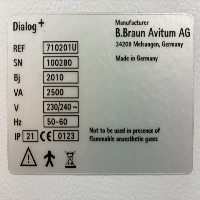 Dialog+
Manufacturer
B.Braun Avitum AG
34209 Melsungen, Germany
Made in Germany
REF 710201U
SN 100280
Bj 2010
VA 2500
V 230/240~
Hz 50-60
IP 21 CE 0123
Not to be used in presence of
flammable anaesthetic gases